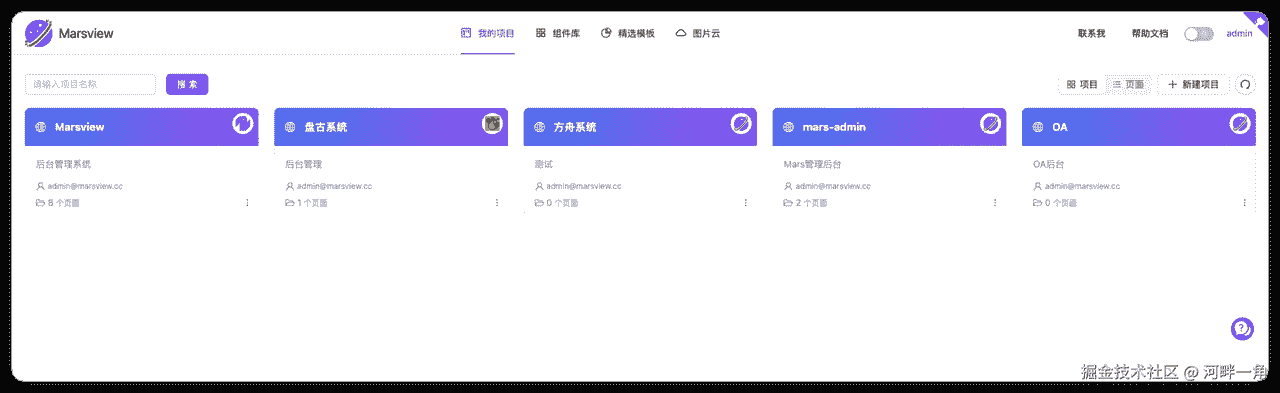 Marsview
我的项目
组件库
精选模板
图片云
联系我
帮助文档
admin
请输入项目名称
搜 索
项目
页面
新建项目
Marsview
盘古系统
方舟系统
mars-admin
OA
后台管理系统
后台管理
测试
Mars管理后台
OA后台
admin@marsview.cc
admin@marsview.cc
admin@marsview.cc
admin@marsview.cc
admin@marsview.cc
8 个页面
1 个页面
0 个页面
2 个页面
0 个页面
掘金技术社区 @ 河畔一角